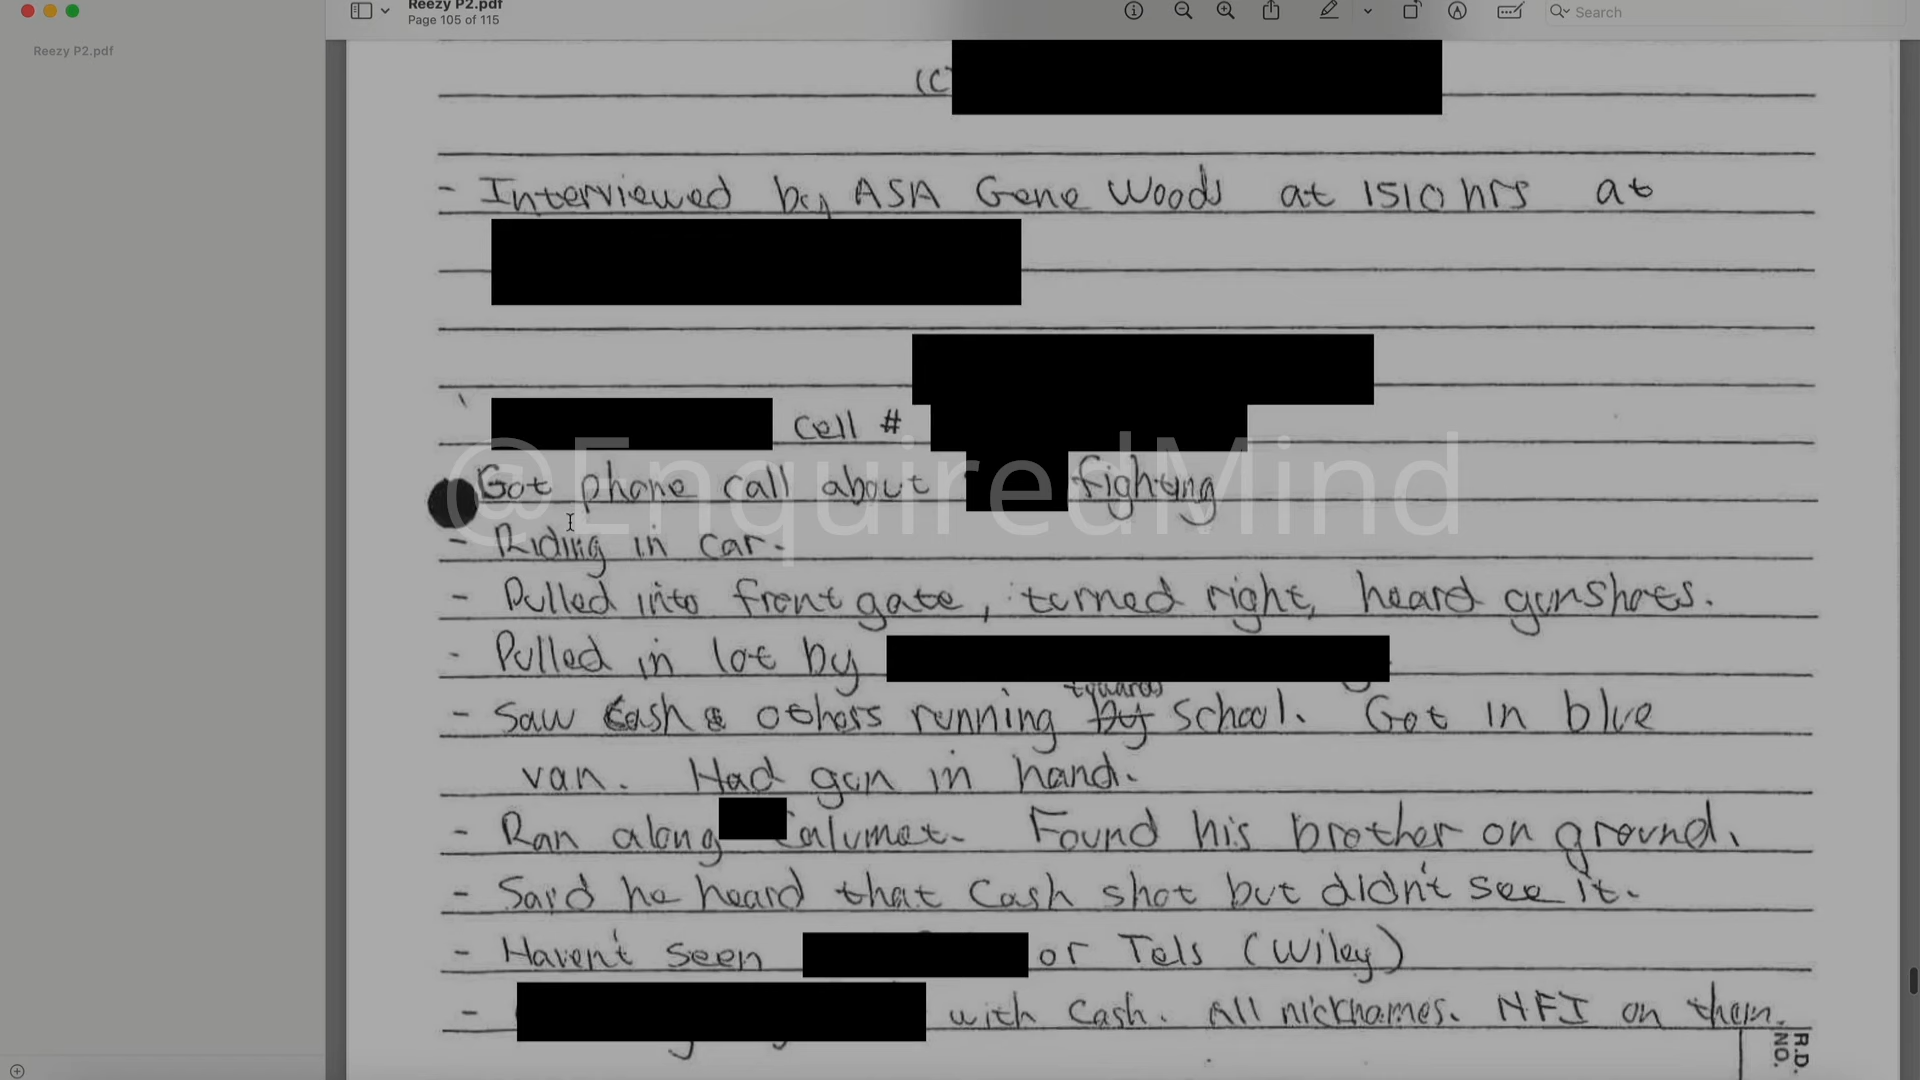 Reezy P2.pdf
Page 105 of 115
Search
Reezy P2.pdf
(C
- Interviewed by ASA Gene Woods at 1510 hrs at
cell #
@EnquiredMind
Got phone call about fighting
- Riding in car.
- Pulled into front gate, turned right, heard gunshots.
- Pulled in lot by
towards
- Saw Cash & others running by school. Got in blue
van. Had gun in hand.
- Ran along Calumet. Found his brother on ground.
- Said he heard that Cash shot but didn't see it.
- Haven't seen or Tels (Wiley)
- with Cash. All nicknames. NFI on them.
R.D. NO.